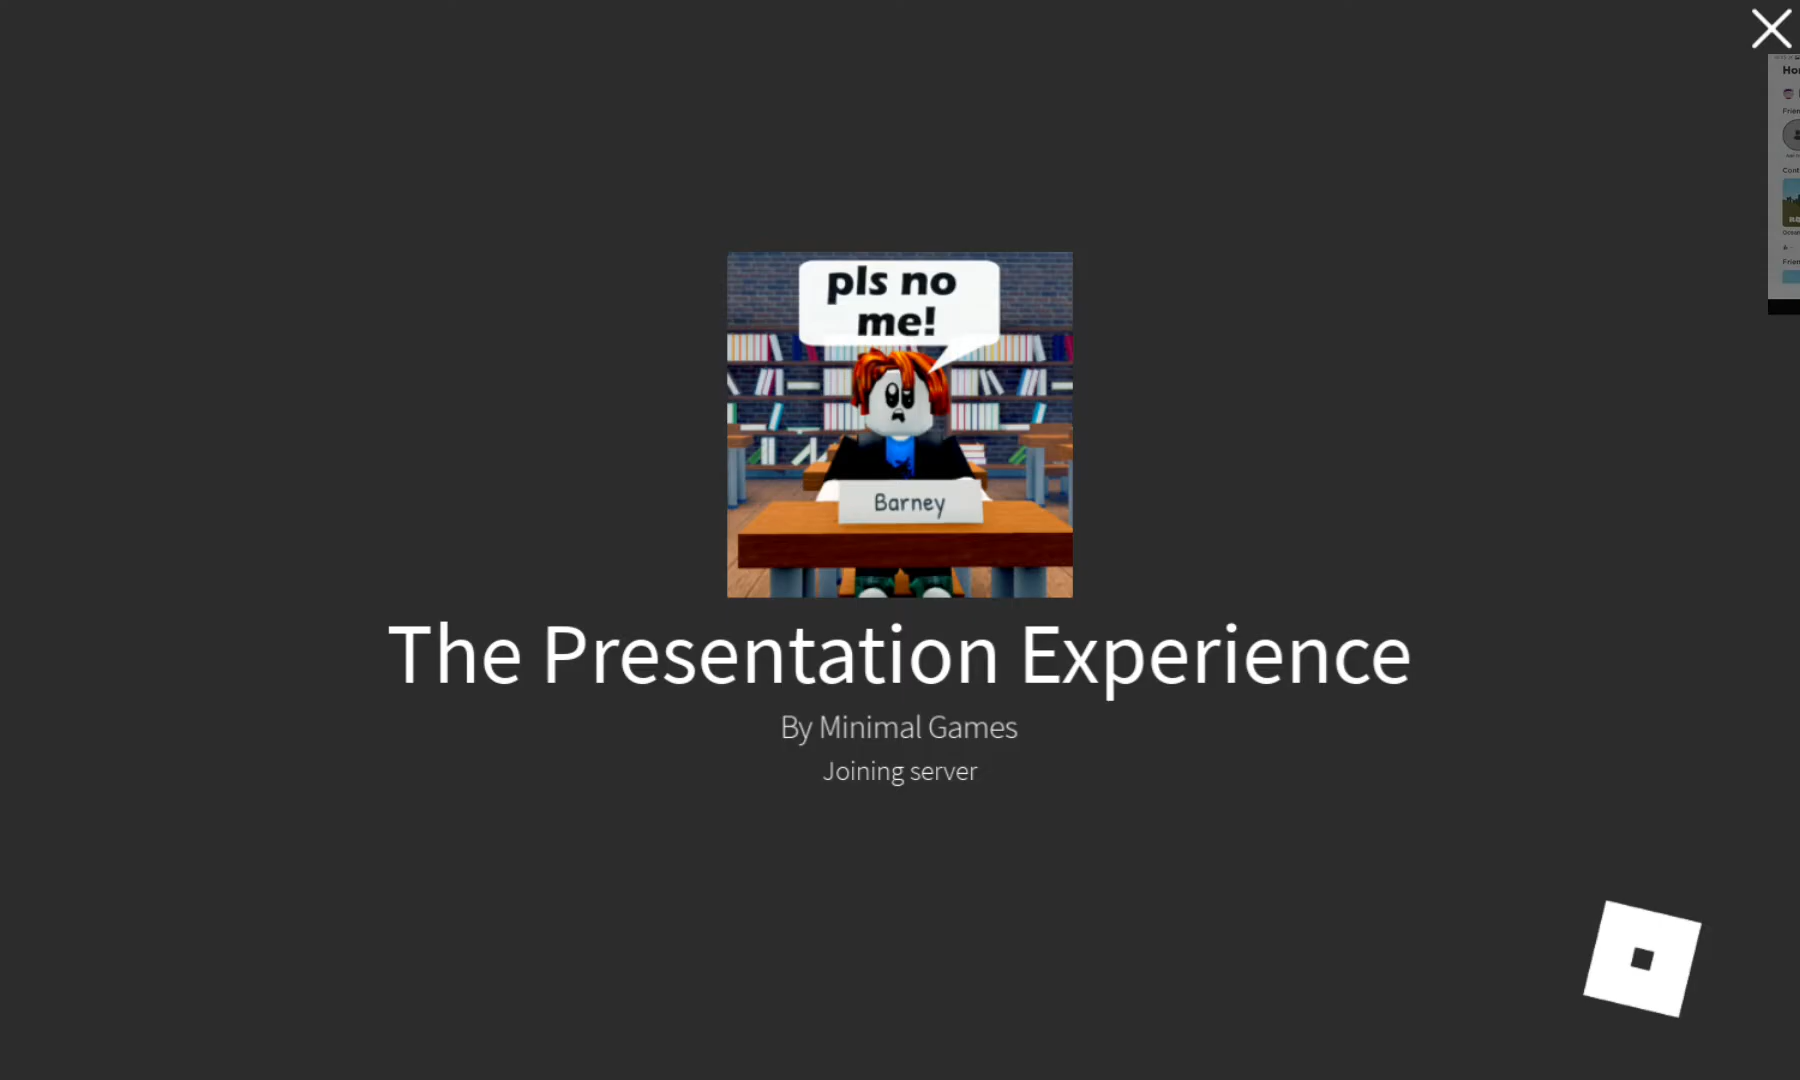 pls no
me!
Barney
The Presentation Experience
By Minimal Games
Joining server